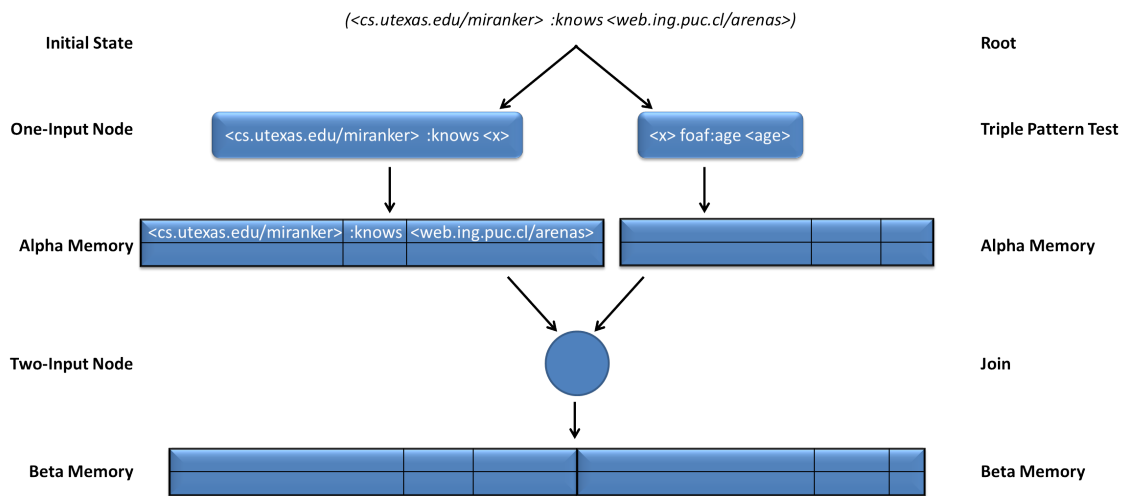 (<cs.utexas.edu/miranker> :knows <web.ing.puc.cl/arenas>)
Initial State
Root
One-Input Node
<cs.utexas.edu/miranker> :knows <x>
<x> foaf:age <age>
Triple Pattern Test
Alpha Memory
<cs.utexas.edu/miranker> :knows <web.ing.puc.cl/arenas>
Alpha Memory
Two-Input Node
Join
Beta Memory
Beta Memory